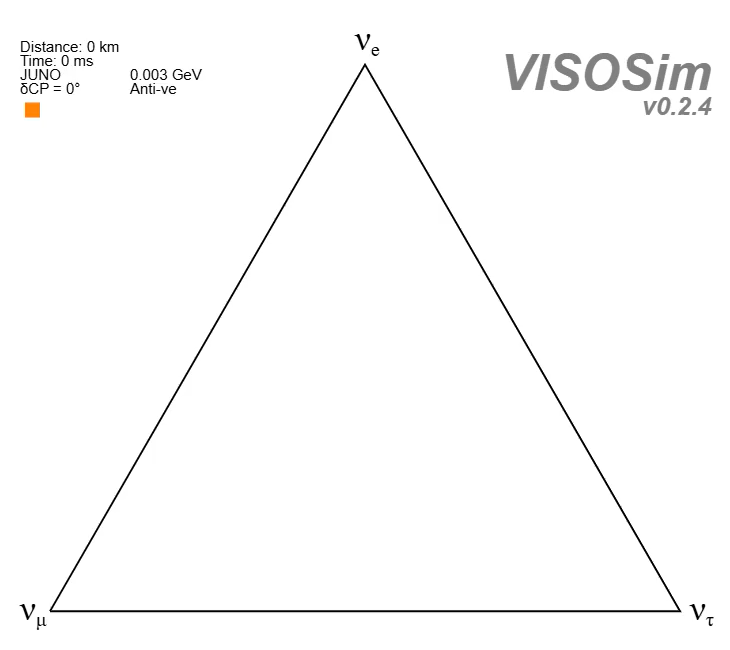 Distance: 0 km
Time: 0 ms
JUNO 0.003 GeV
δCP = 0° Anti-ve
VISOSim
v0.2.4
νe
νμ
ντ